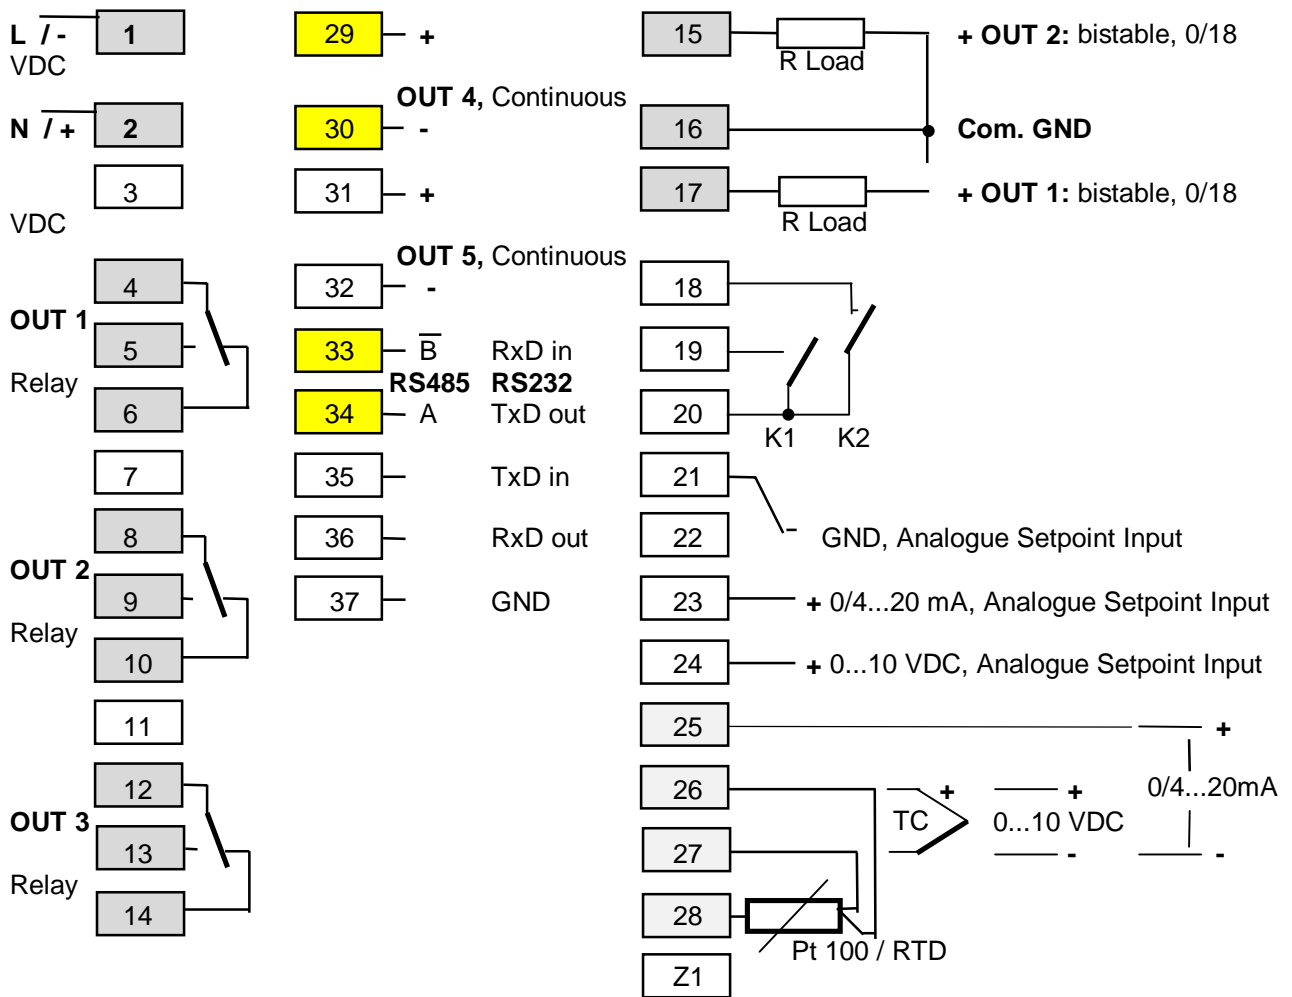 L / - 1
VDC
N / + 2
3
VDC
4
OUT 1
5
Relay
6
7
8
OUT 2
9
Relay
10
11
12
OUT 3
13
Relay
14
29 +
OUT 4, Continuous
30 -
31 +
OUT 5, Continuous
32 -
33 B RxD in
RS485 RS232
34 A TxD out
35 TxD in
36 RxD out
37 GND
15 + OUT 2: bistable, 0/18
R Load
16 Com. GND
17 + OUT 1: bistable, 0/18
R Load
18
19
20
K1 K2
21
22 GND, Analogue Setpoint Input
23 + 0/4...20 mA, Analogue Setpoint Input
24 + 0...10 VDC, Analogue Setpoint Input
25 +
26 + + 0/4...20mA
TC 0...10 VDC
27 - -
28
Pt 100 / RTD
Z1